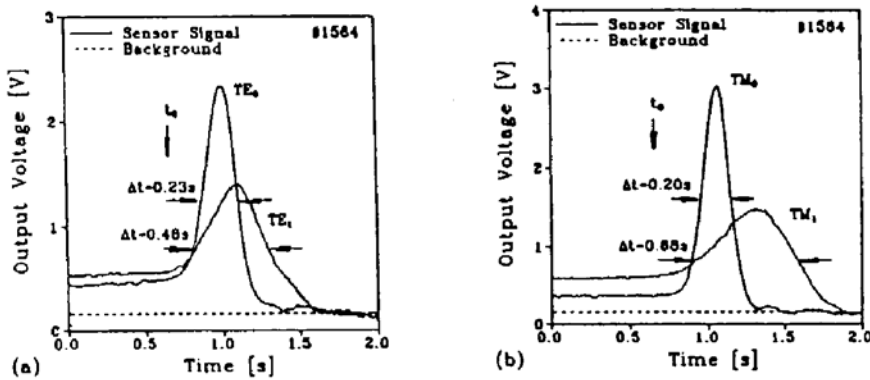 3
Sensor Signal #1564
Background
TE₀
t₀
2
Δt-0.23s
Δt-0.48s
TE₁
1
0
Output Voltage [V]
0.0 0.5 1.0 1.5 2.0
Time [s]
(a)
4
Sensor Signal #1564
Background
TM₀
3
t₀
2
Δt-0.20s
TM₁
Δt-0.68s
1
0
Output Voltage [V]
0.0 0.5 1.0 1.5 2.0
Time [s]
(b)